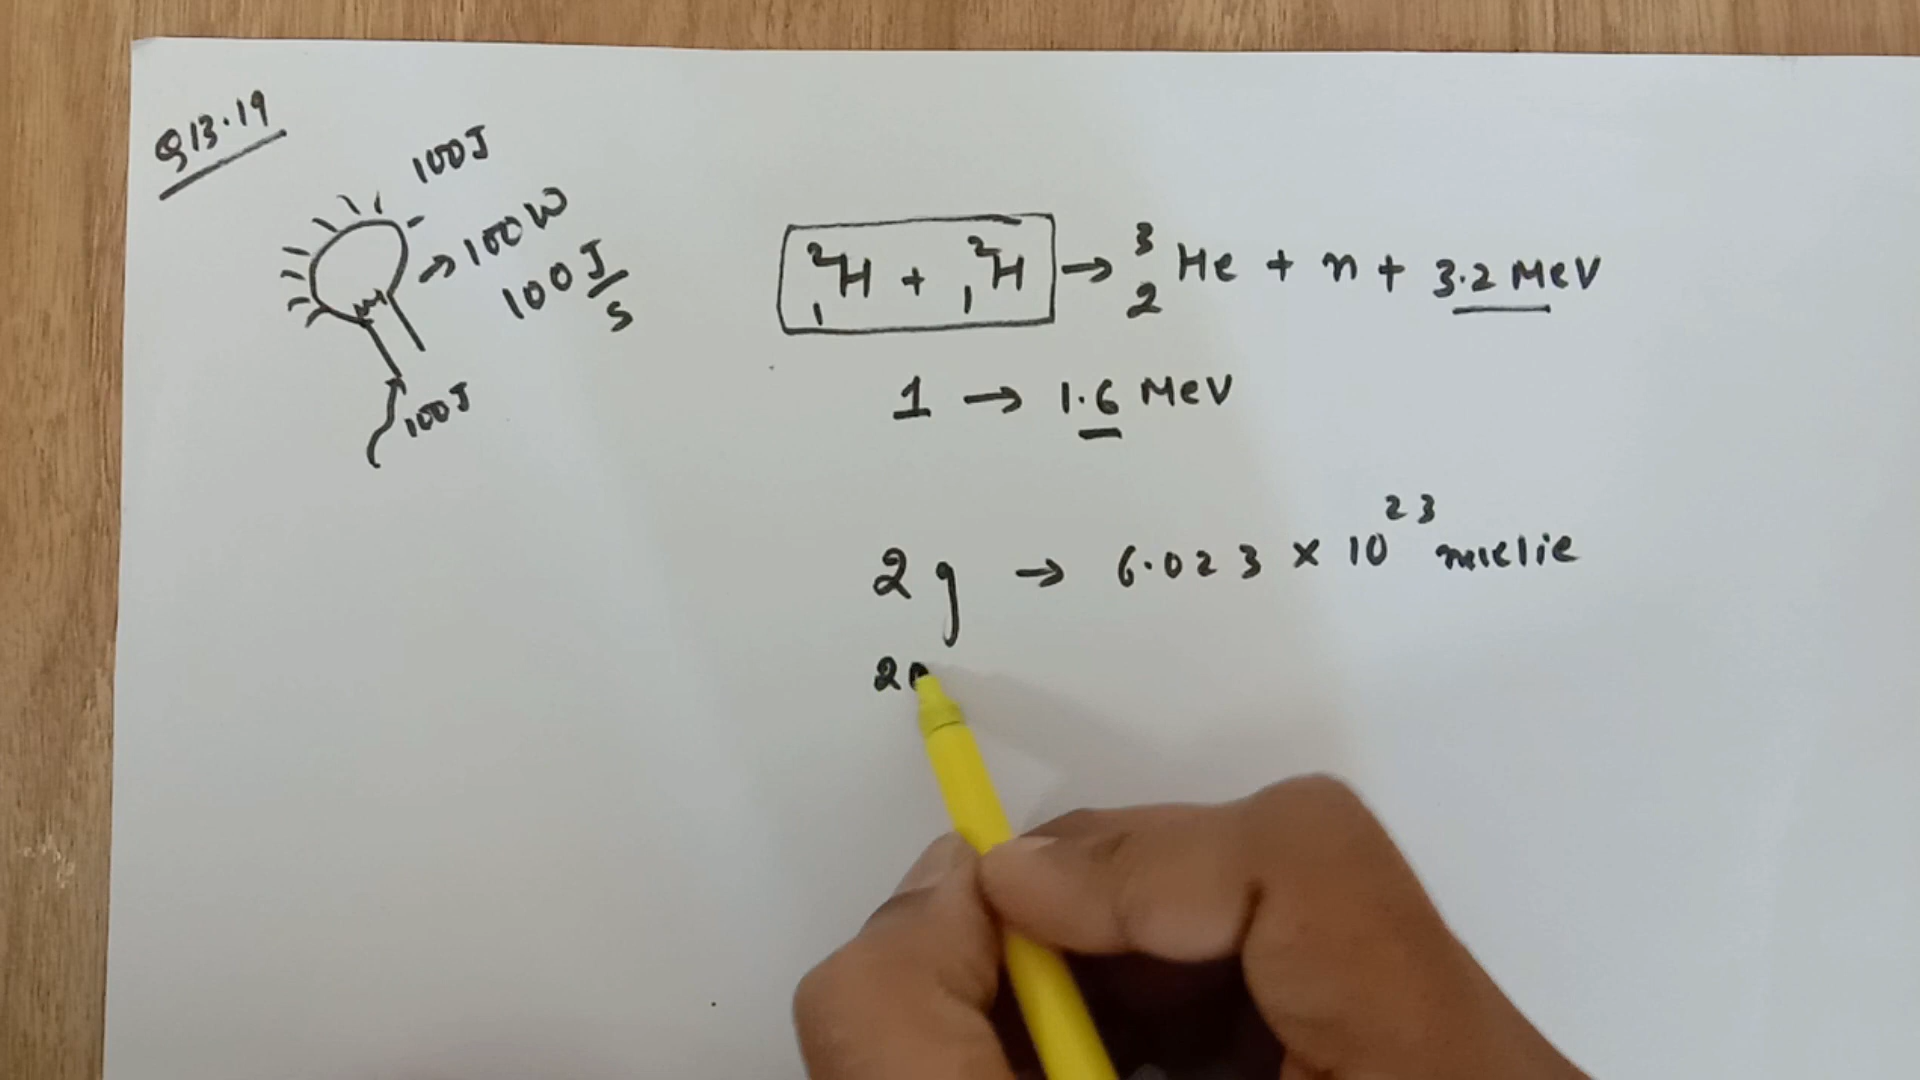 Q13.19
100J
→ 100W
100 J/S
100J
²₁H + ²₁H → ³₂He + n + 3.2 MeV
1 → 1.6 MeV
2g → 6.023 × 10²³ nuclie
20